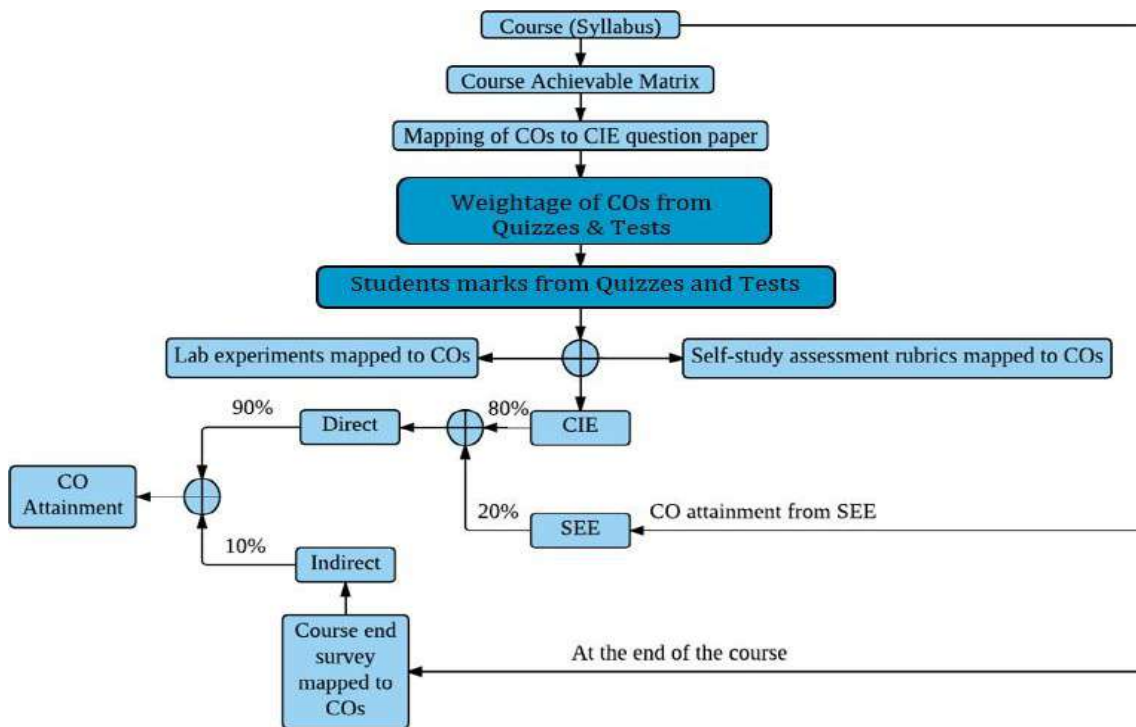 Course (Syllabus)
Course Achievable Matrix
Mapping of COs to CIE question paper
Weightage of COs from
Quizzes & Tests
Students marks from Quizzes and Tests
Lab experiments mapped to COs
Self-study assessment rubrics mapped to COs
90%
Direct
80%
CIE
CO
Attainment
20%
SEE
CO attainment from SEE
10%
Indirect
Course end
survey
mapped to
COs
At the end of the course